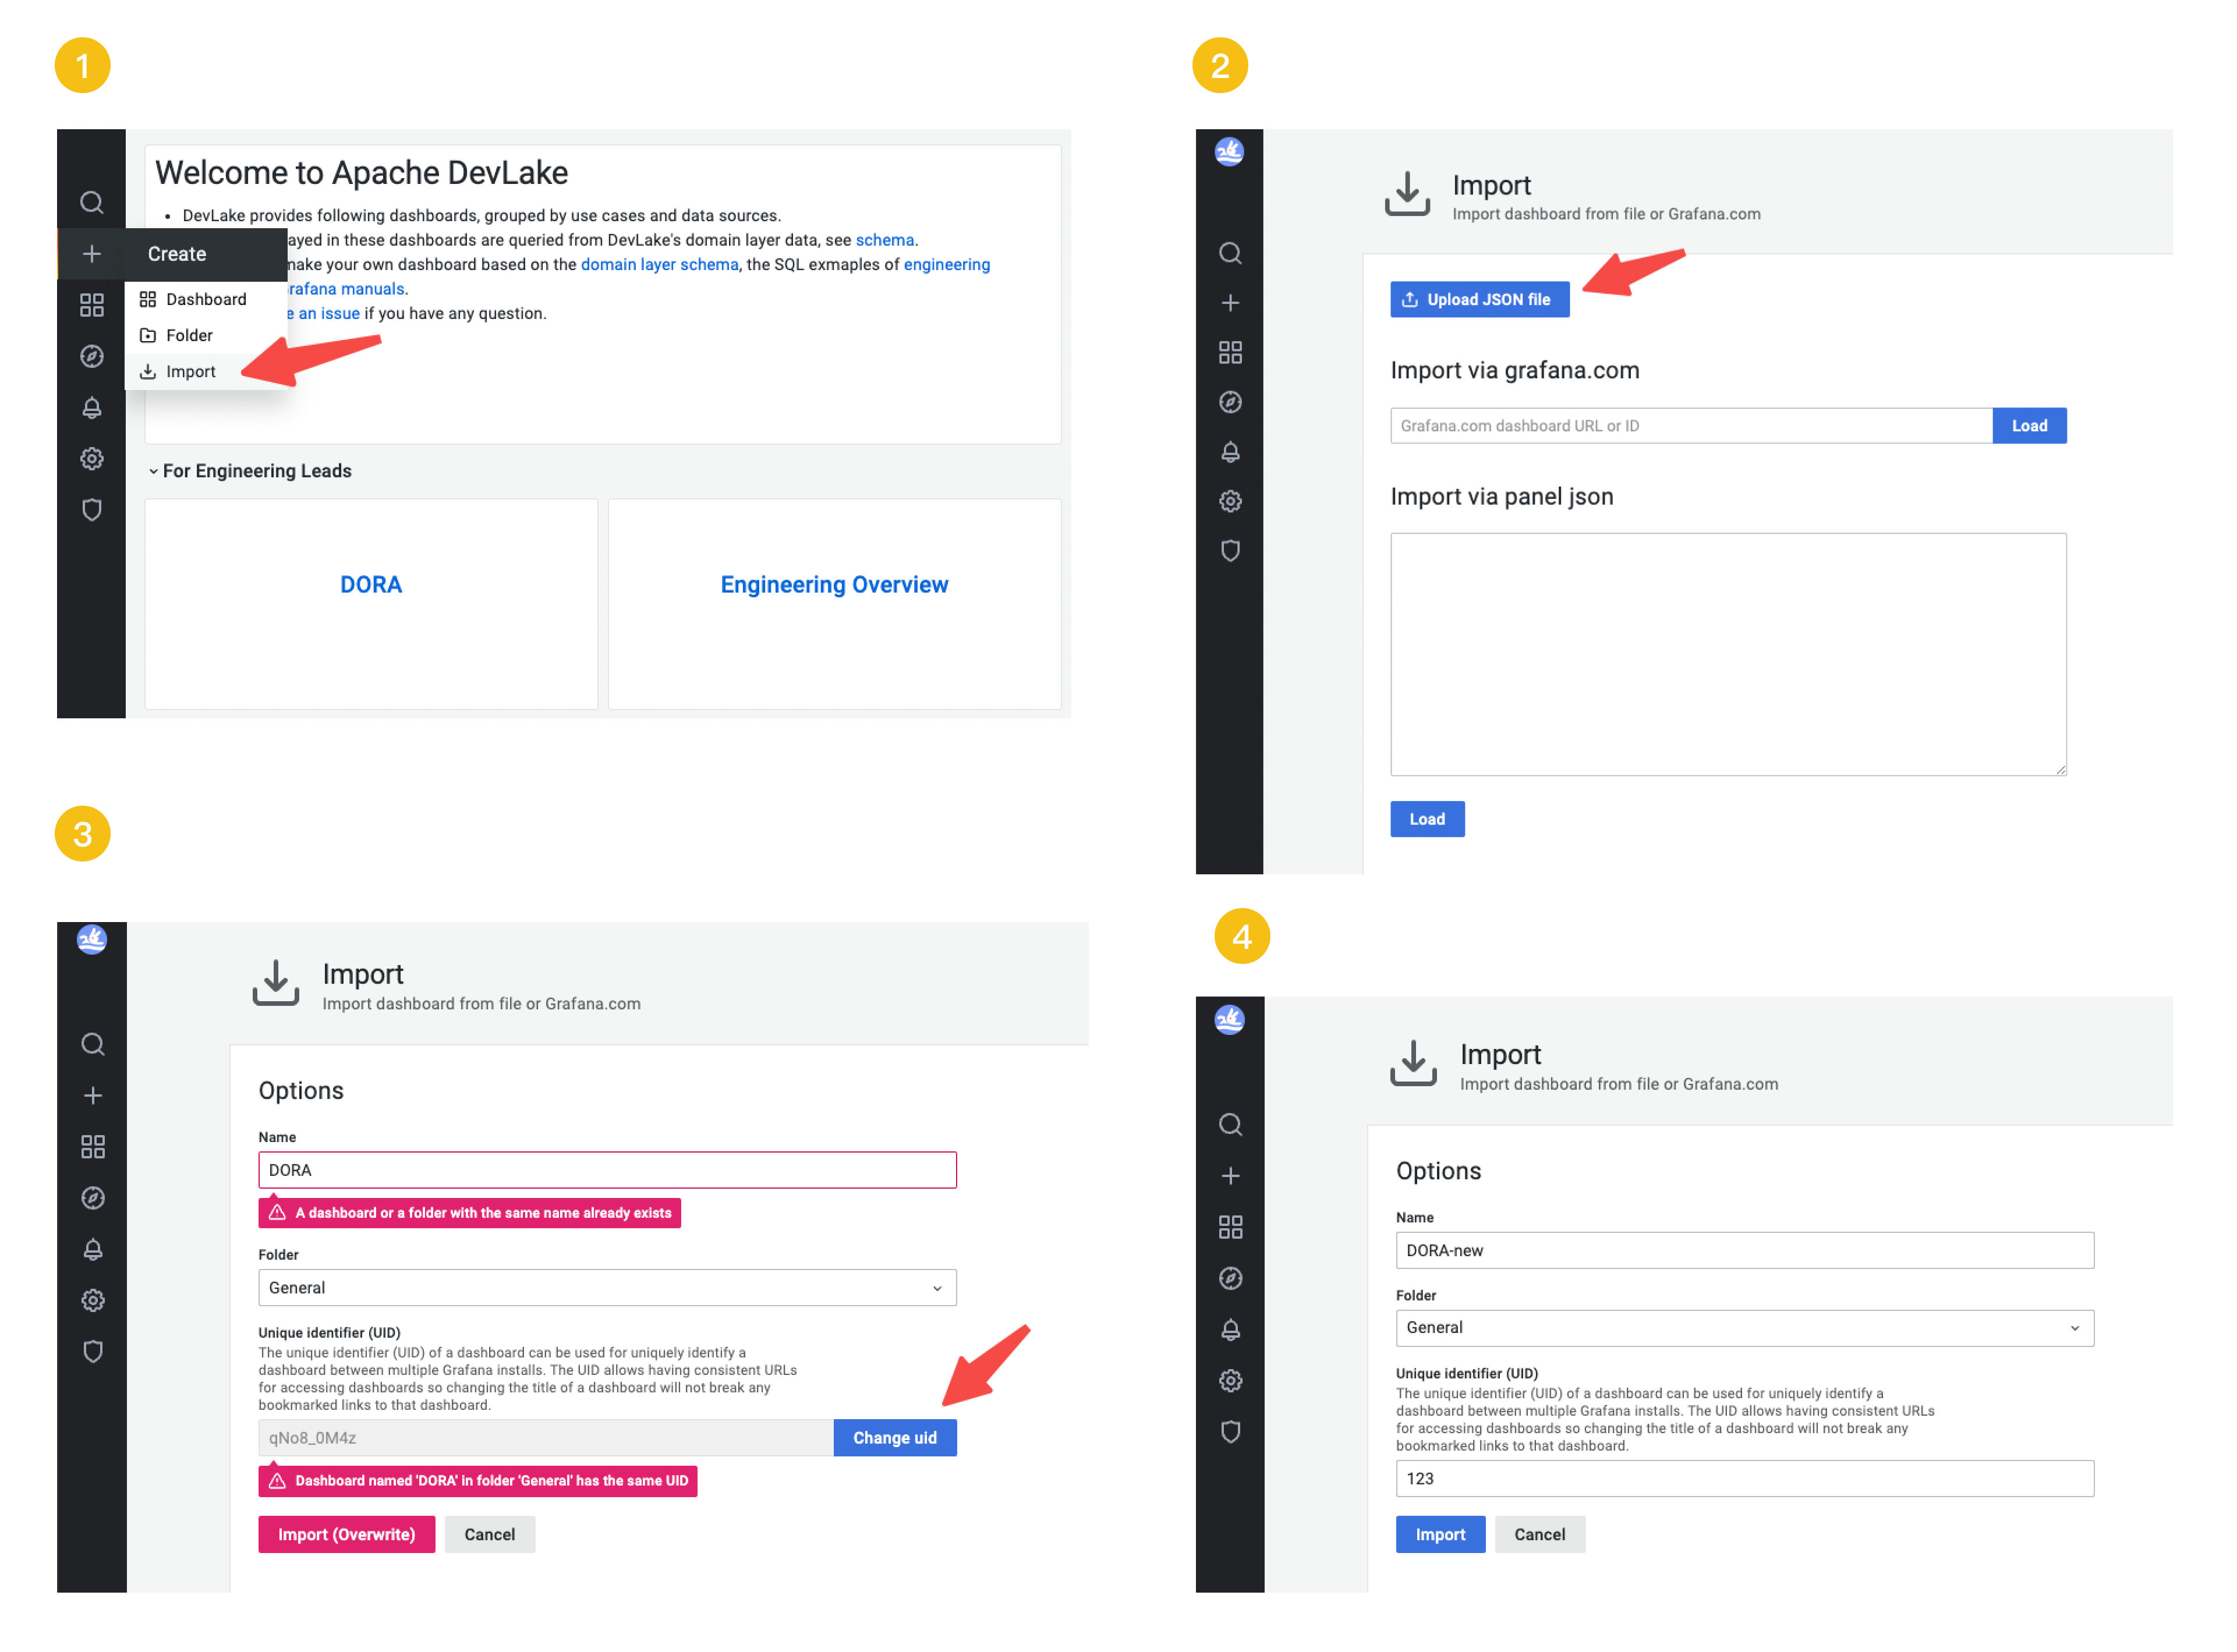 1
Welcome to Apache DevLake
• DevLake provides following dashboards, grouped by use cases and data sources.
ayed in these dashboards are queried from DevLake's domain layer data, see schema.
make your own dashboard based on the domain layer schema, the SQL exmaples of engineering
rafana manuals.
e an issue if you have any question.
Create
Dashboard
Folder
Import
For Engineering Leads
DORA
Engineering Overview
2
Import
Import dashboard from file or Grafana.com
Upload JSON file
Import via grafana.com
Grafana.com dashboard URL or ID
Load
Import via panel json
Load
3
Import
Import dashboard from file or Grafana.com
Options
Name
DORA
A dashboard or a folder with the same name already exists
Folder
General
Unique identifier (UID)
The unique identifier (UID) of a dashboard can be used for uniquely identify a
dashboard between multiple Grafana installs. The UID allows having consistent URLs
for accessing dashboards so changing the title of a dashboard will not break any
bookmarked links to that dashboard.
qNo8_0M4z
Change uid
Dashboard named 'DORA' in folder 'General' has the same UID
Import (Overwrite)
Cancel
4
Import
Import dashboard from file or Grafana.com
Options
Name
DORA-new
Folder
General
Unique identifier (UID)
The unique identifier (UID) of a dashboard can be used for uniquely identify a
dashboard between multiple Grafana installs. The UID allows having consistent URLs
for accessing dashboards so changing the title of a dashboard will not break any
bookmarked links to that dashboard.
123
Import
Cancel